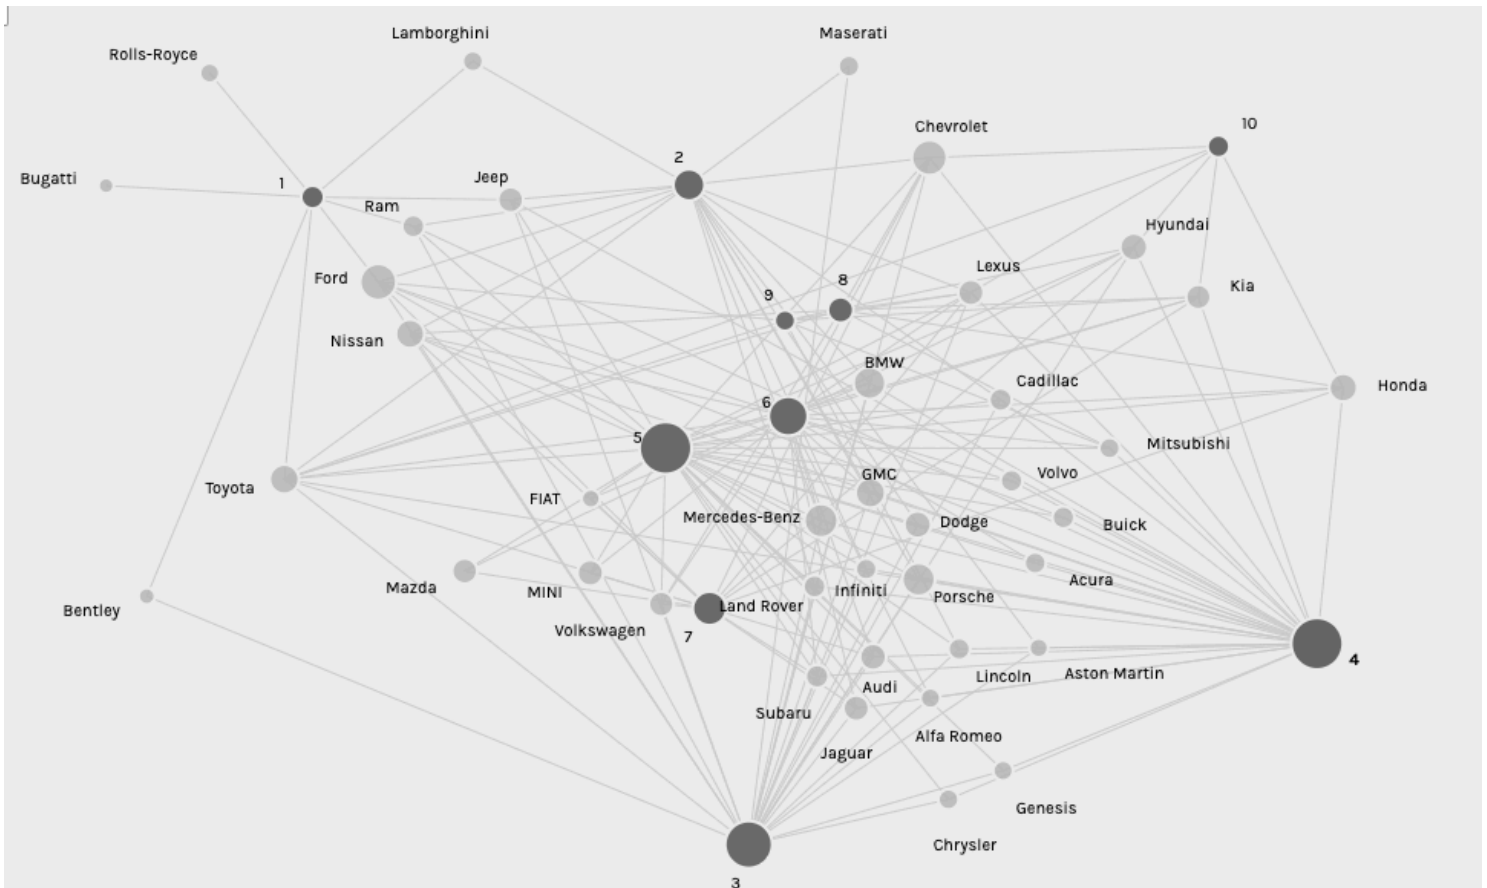 Lamborghini
Maserati
Rolls-Royce
Chevrolet
10
2
Bugatti
1
Jeep
Ram
Hyundai
Lexus
Ford
8
Kia
9
Nissan
BMW
Cadillac
Honda
6
5
Mitsubishi
GMC
Volvo
Toyota
FIAT
Mercedes-Benz
Dodge
Buick
Acura
Mazda
MINI
Infiniti
Porsche
Land Rover
Bentley
Volkswagen
7
4
Aston Martin
Lincoln
Audi
Subaru
Alfa Romeo
Jaguar
Genesis
Chrysler
3